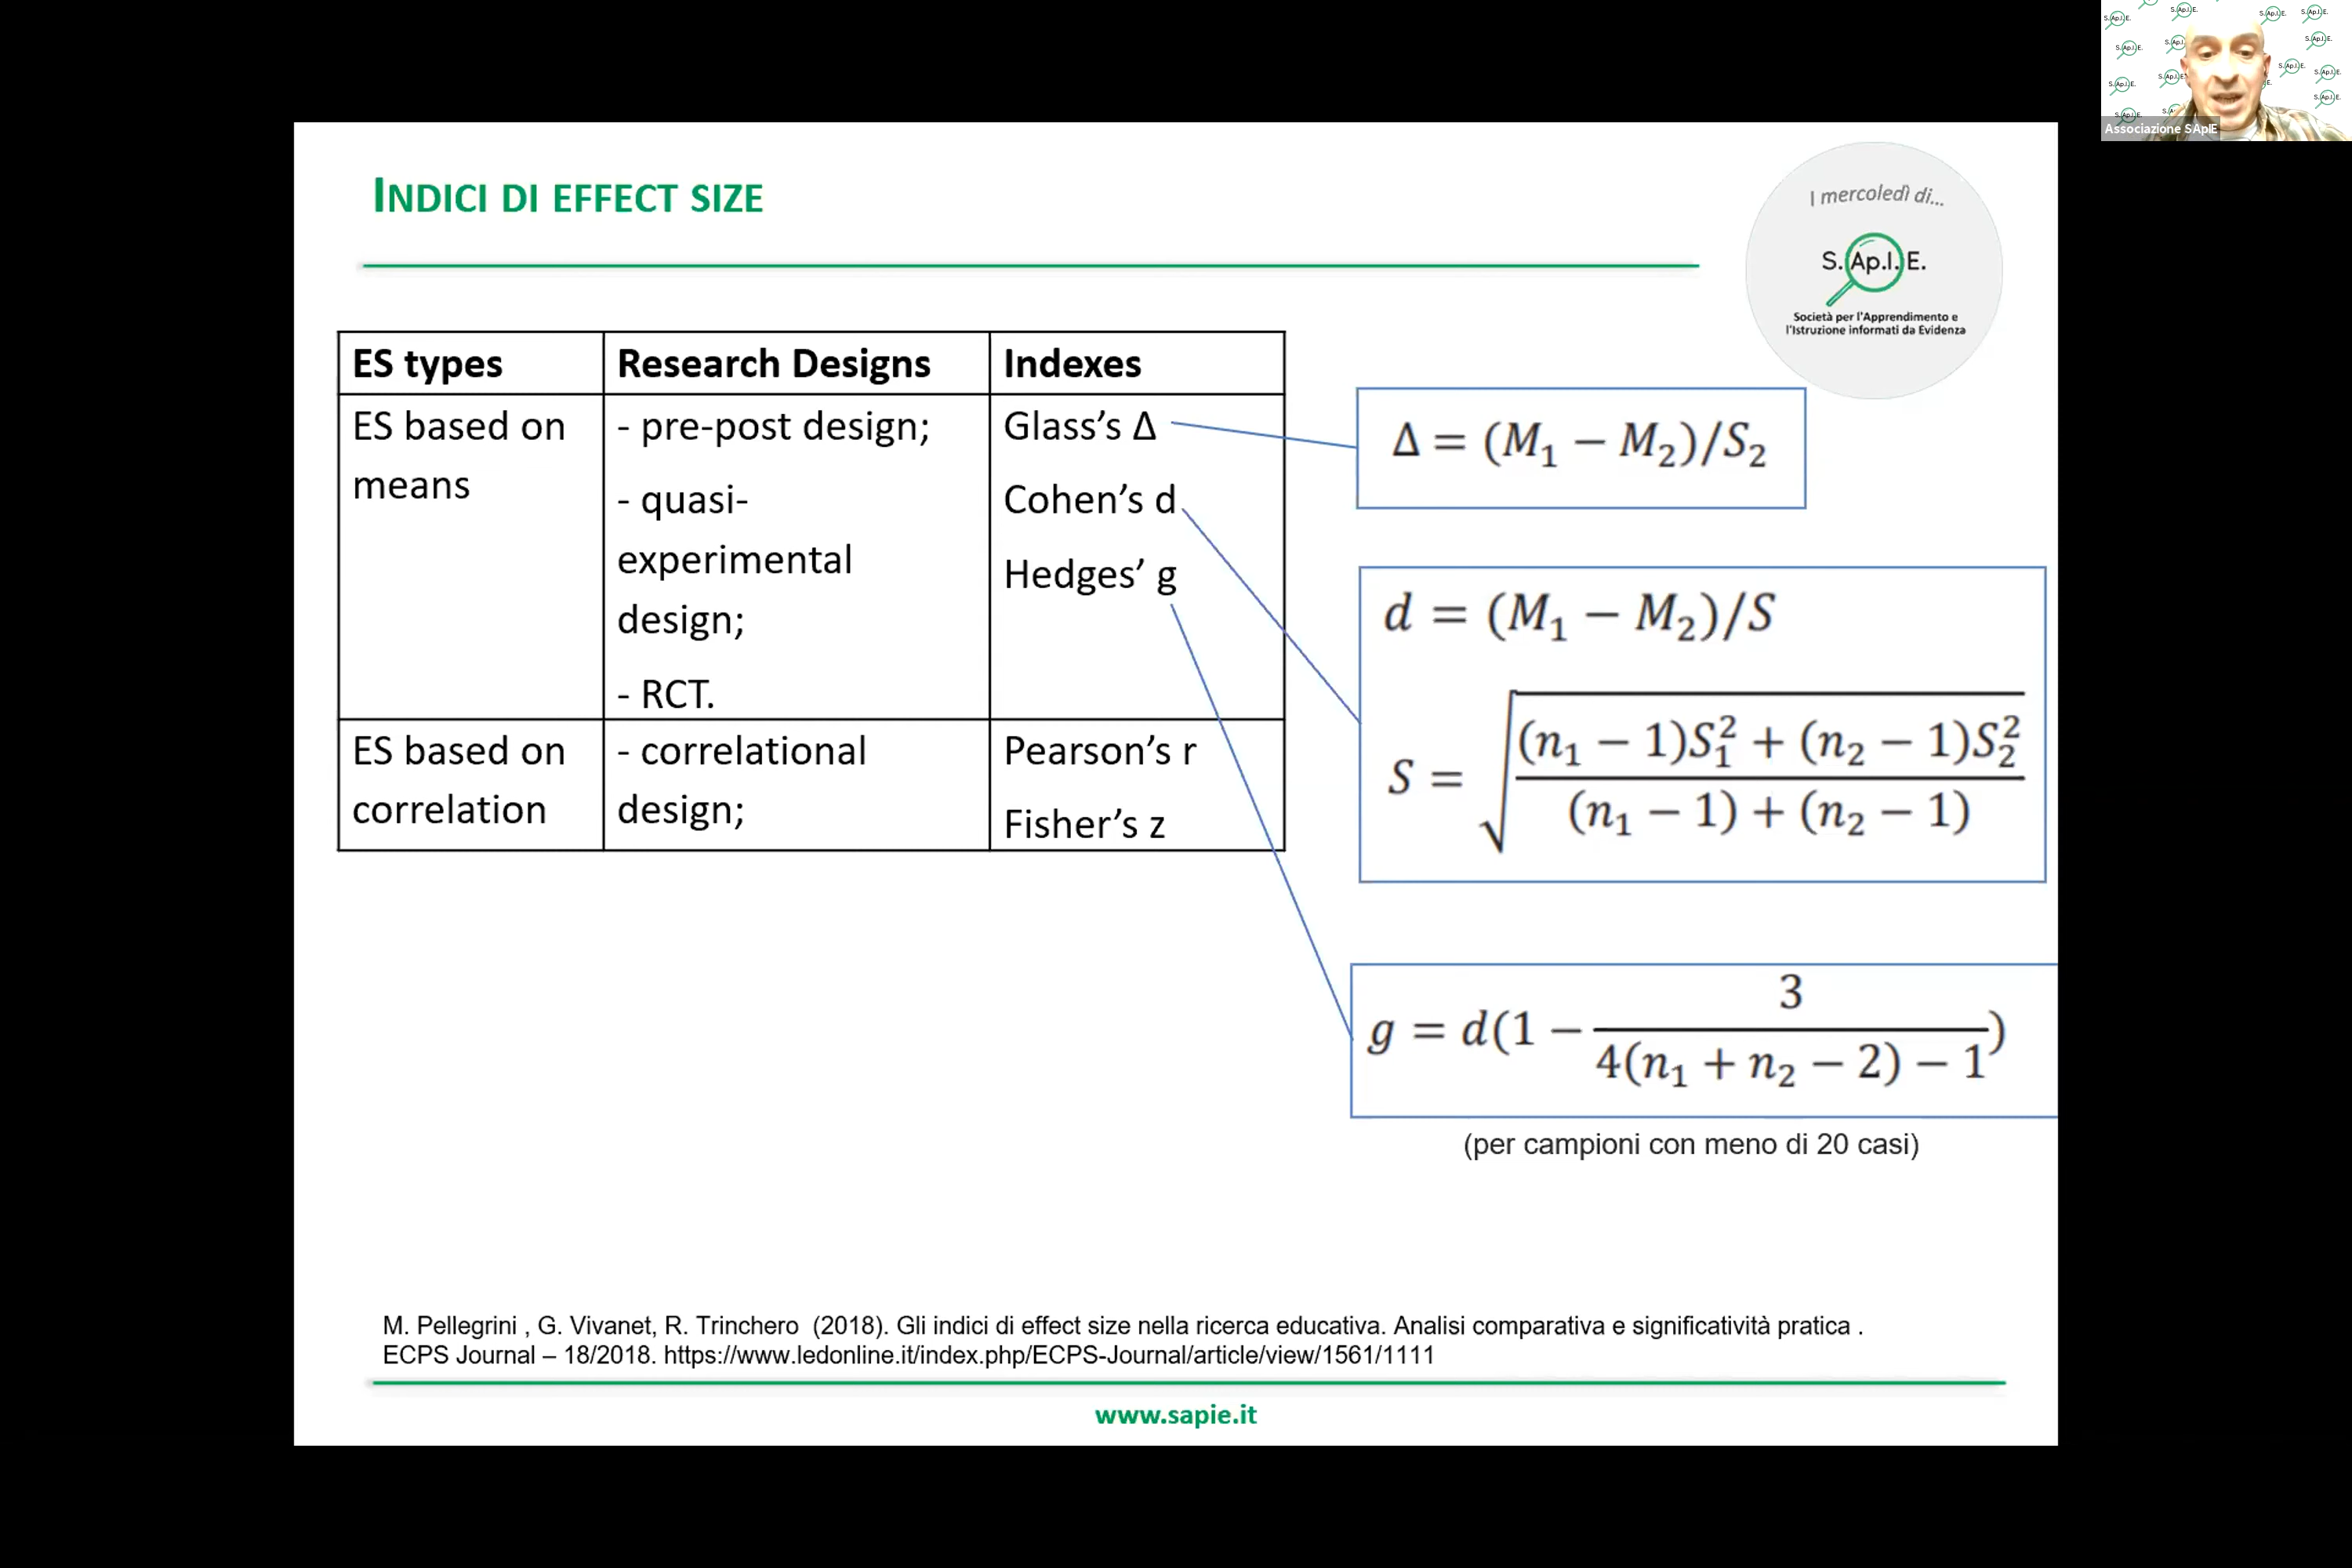 INDICI DI EFFECT SIZE
I mercoledì di...
S.Ap.I.E.
Società per l'Apprendimento e
l'Istruzione informati da Evidenza
Associazione SApIE
ES types
Research Designs
Indexes
ES based on
means
- pre-post design;
- quasi-
experimental
design;
- RCT.
Glass’s Δ
Cohen’s d
Hedges’ g
ES based on
correlation
- correlational
design;
Pearson’s r
Fisher’s z
Δ = (M₁ − M₂)/S₂
d = (M₁ − M₂)/S
S = √((n₁ − 1)S₁² + (n₂ − 1)S₂²)/((n₁ − 1) + (n₂ − 1))
g = d(1 − 3/(4(n₁ + n₂ − 2) − 1))
(per campioni con meno di 20 casi)
M. Pellegrini , G. Vivanet, R. Trinchero (2018). Gli indici di effect size nella ricerca educativa. Analisi comparativa e significatività pratica .
ECPS Journal – 18/2018. https://www.ledonline.it/index.php/ECPS-Journal/article/view/1561/1111
www.sapie.it